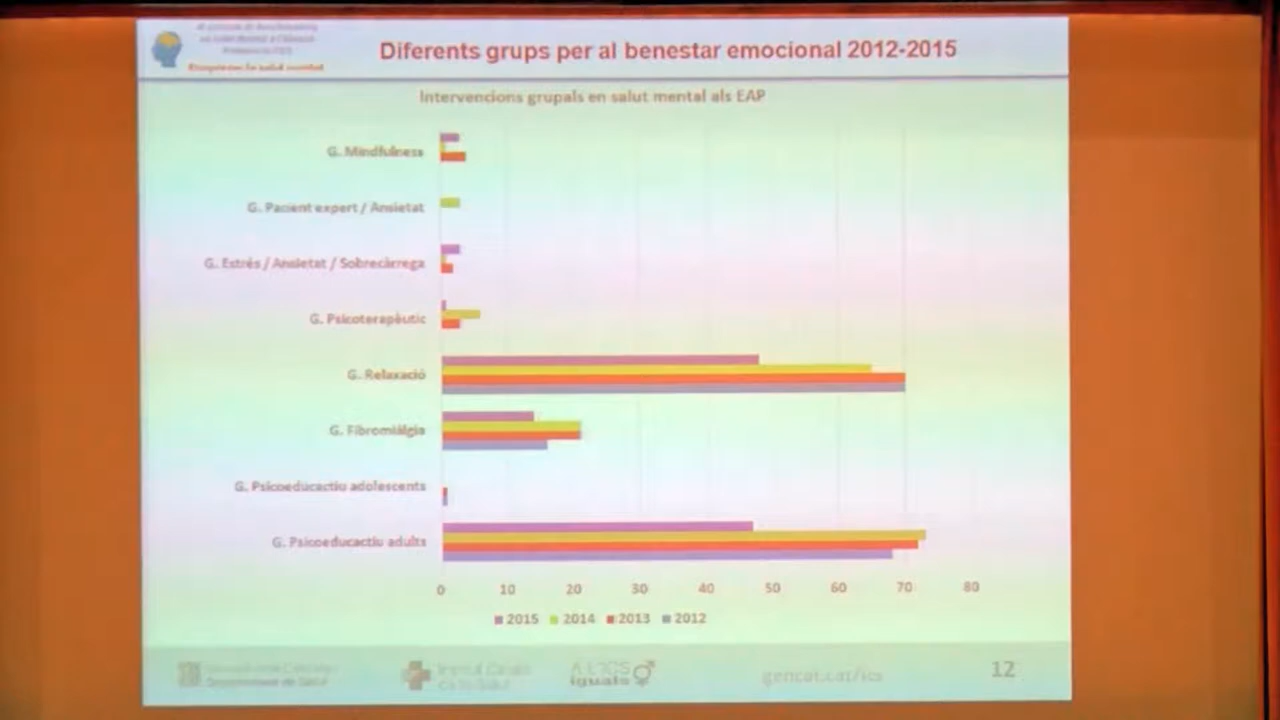 Diferents grups per al benestar emocional 2012-2015
Intervencions grupals en salut mental als EAP
G. Mindfulness
G. Pacient expert / Ansietat
G. Estrés / Ansietat / Sobrecàrrega
G. Psicoterapèutic
G. Relaxació
G. Fibromiàlgia
G. Psicoeducactiu adolescents
G. Psicoeducactiu adults
0 10 20 30 40 50 60 70 80
2015 2014 2013 2012
iguals
gencat.cat/ics
12